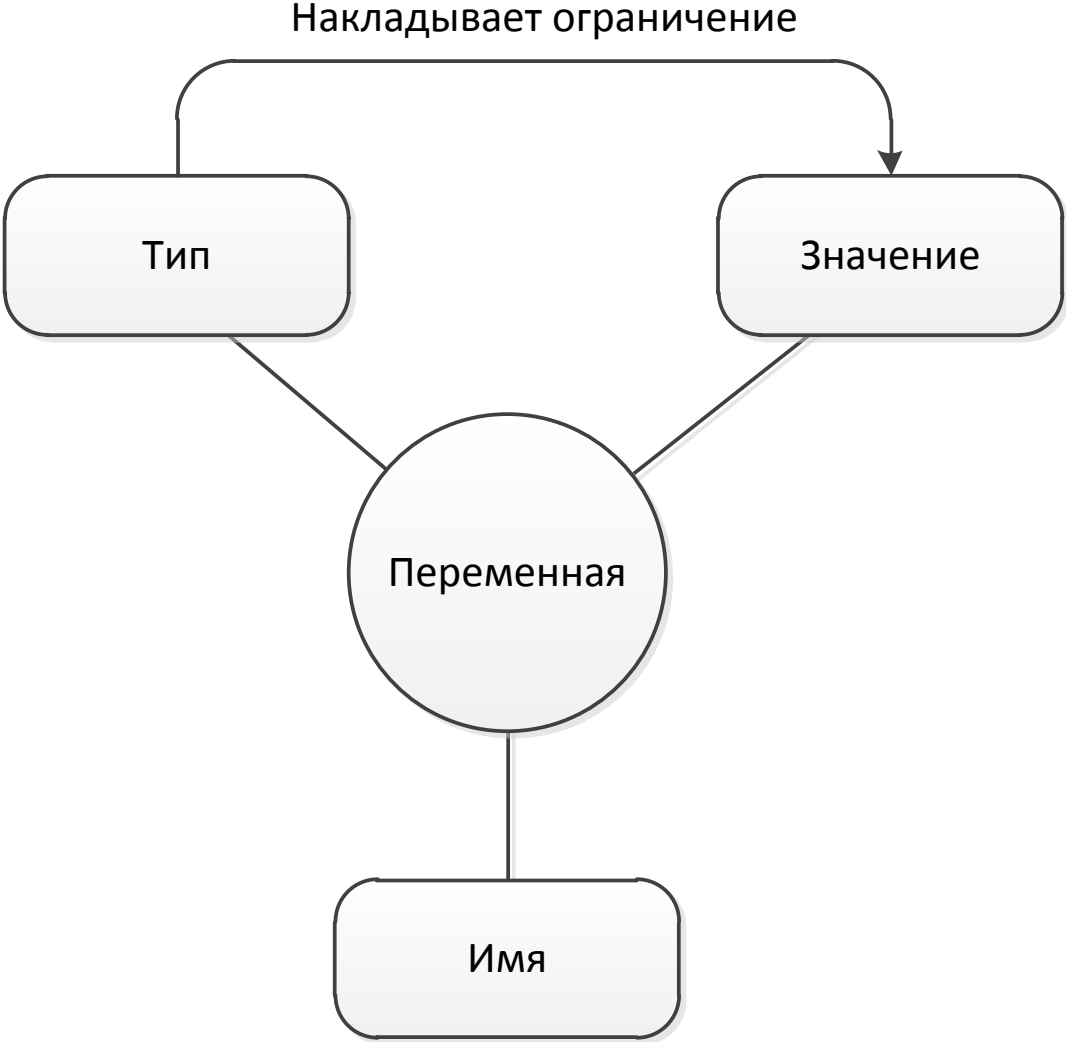 Накладывает ограничение
Тип
Значение
Переменная
Имя